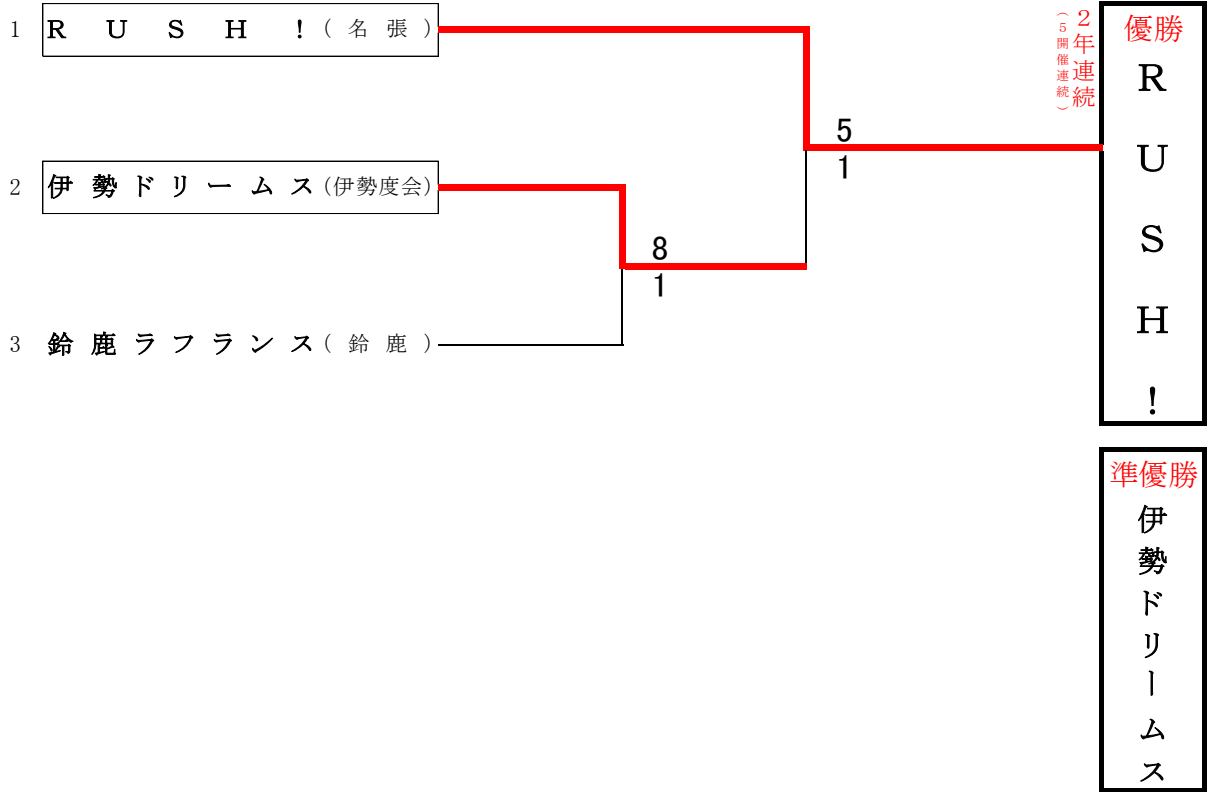 1 RUSH!(名張)
2 伊勢ドリームス(伊勢度会)
3 鈴鹿ラフランス(鈴鹿)
5
1
8
1
2年連続
(5開催連続)
優勝
RUSH!
準優勝
伊勢ドリームス